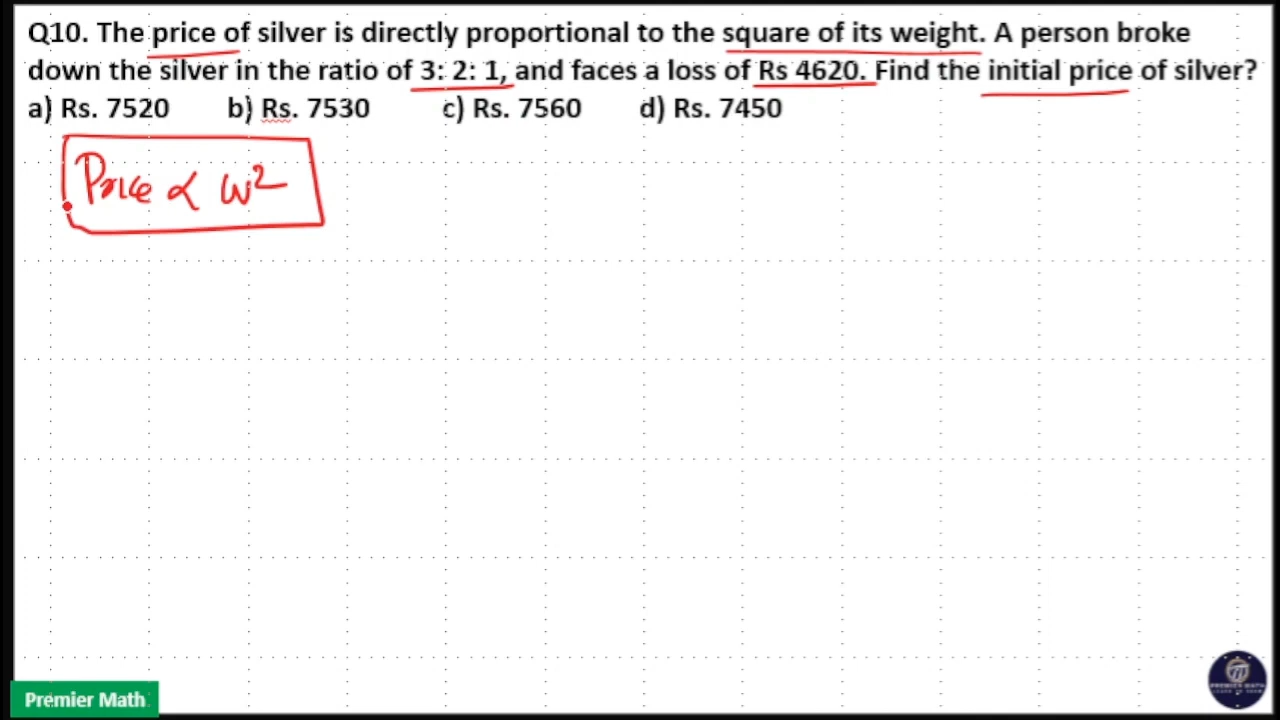 Q10. The price of silver is directly proportional to the square of its weight. A person broke
down the silver in the ratio of 3: 2: 1, and faces a loss of Rs 4620. Find the initial price of silver?
a) Rs. 7520 b) Rs. 7530 c) Rs. 7560 d) Rs. 7450
Price ∝ w²
Premier Math
PREMIER MATH